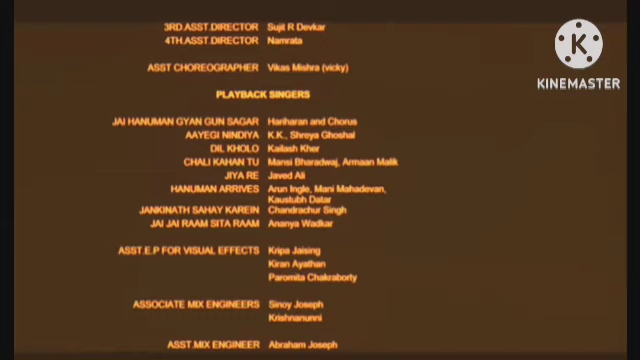 3RD.ASST.DIRECTOR Sujit R Devkar
4TH.ASST.DIRECTOR Namrata
ASST CHOREOGRAPHER Vikas Mishra (vicky)
PLAYBACK SINGERS
JAI HANUMAN GYAN GUN SAGAR Hariharan and Chorus
AAYEGI NINDIYA K.K., Shreya Ghoshal
DIL KHOLO Kailash Kher
CHALI KAHAN TU Mansi Bharadwaj, Armaan Malik
JIYA RE Javed Ali
HANUMAN ARRIVES Arun Ingle, Mani Mahadevan,
Kaustubh Datar
JANKINATH SAHAY KAREIN Chandrachur Singh
JAI JAI RAAM SITA RAAM Ananya Wadkar
ASST.E.P FOR VISUAL EFFECTS Kripa Jaising
Kiran Ayathan
Paromita Chakraborty
ASSOCIATE MIX ENGINEERS Sinoy Joseph
Krishnanunni
ASST.MIX ENGINEER Abraham Joseph
K
KINEMASTER